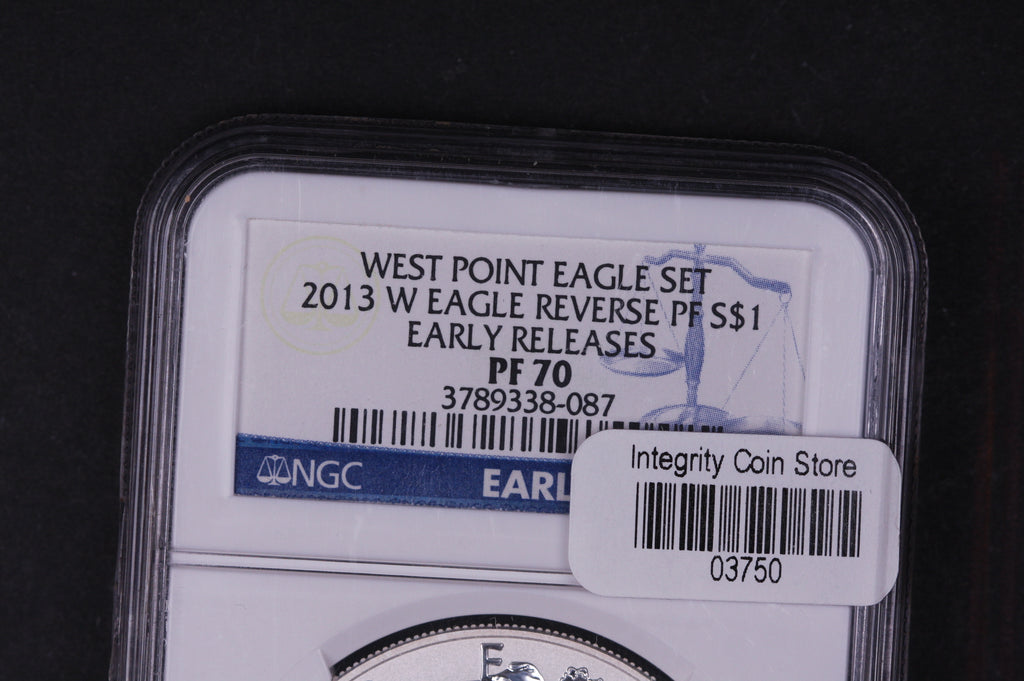 WEST POINT EAGLE SET
2013 W EAGLE REVERSE PF S$1
EARLY RELEASES
PF 70
3789338-087
NGC
EARL
Integrity Coin Store
03750
E